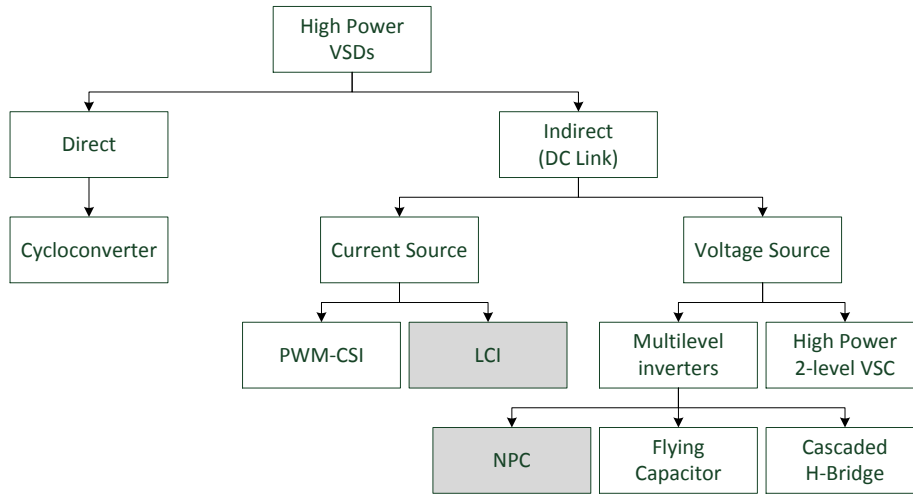 High Power
VSDs
Direct
Indirect
(DC Link)
Cycloconverter
Current Source
Voltage Source
PWM-CSI
LCI
Multilevel
inverters
High Power
2-level VSC
NPC
Flying
Capacitor
Cascaded
H-Bridge